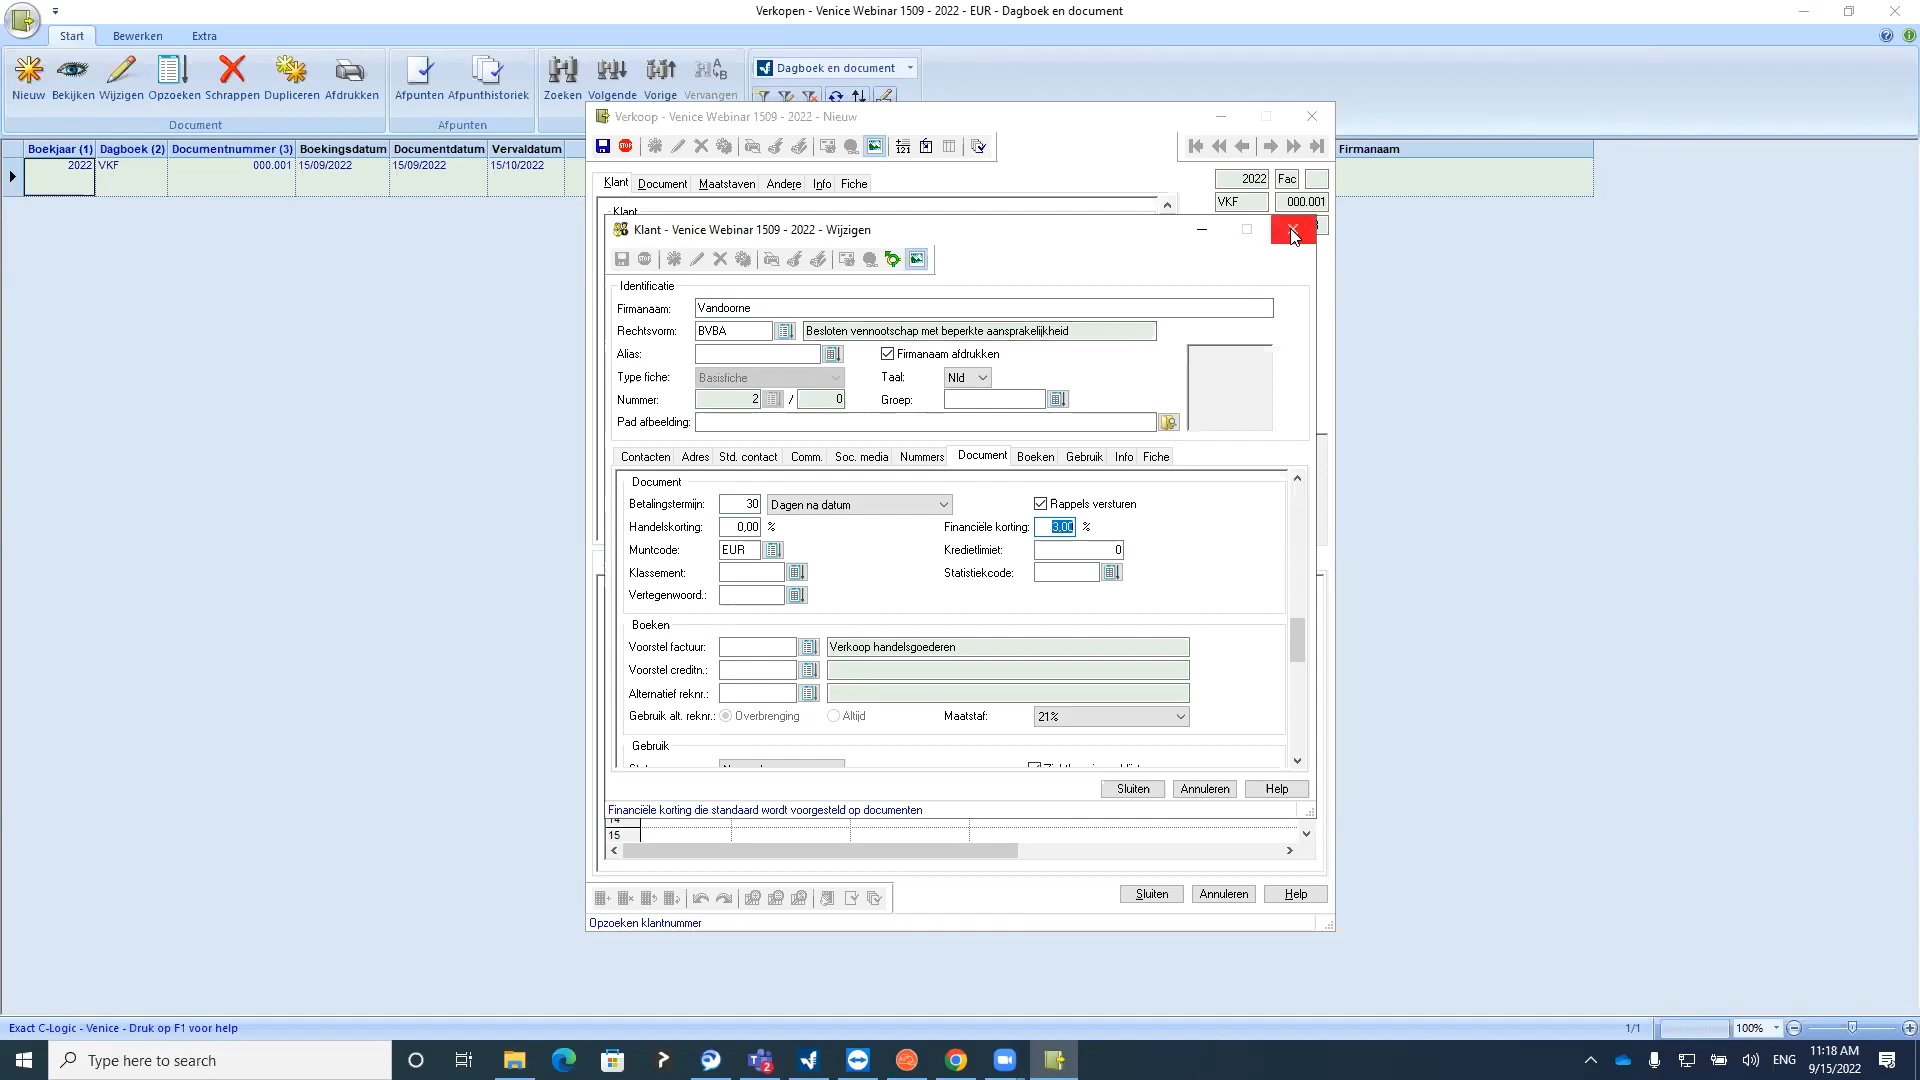 Verkopen - Venice Webinar 1509 - 2022 - EUR - Dagboek en document
Start Bewerken Extra
Nieuw Bekijken Wijzigen Opzoeken Schrappen Dupliceren Afdrukken Afpunten Afpunthistoriek Zoeken Volgende Vorige Vervangen
Dagboek en document
Document Afpunten
Boekjaar (1) Dagboek (2) Documentnummer (3) Boekingsdatum Documentdatum Vervaldatum Firmanaam
2022 VKF 000.001 15/09/2022 15/09/2022 15/10/2022
Verkoop - Venice Webinar 1509 - 2022 - Nieuw
Klant Document Maatstaven Andere Info Fiche
2022 Fac
VKF 000.001
Klant
Klant - Venice Webinar 1509 - 2022 - Wijzigen
Identificatie
Firmanaam: Vandoorne
Rechtsvorm: BVBA Besloten vennootschap met beperkte aansprakelijkheid
Alias: Firmanaam afdrukken
Type fiche: Basisfiche Taal: Nld
Nummer: 2 / 0 Groep:
Pad afbeelding:
Contacten Adres Std. contact Comm. Soc. media Nummers Document Boeken Gebruik Info Fiche
Document
Betalingstermijn: 30 Dagen na datum Rappels versturen
Handelskorting: 0,00 % Financiële korting: 3,00 %
Muntcode: EUR Kredietlimiet: 0
Klassement: Statistiekcode:
Vertegenwoord.:
Boeken
Voorstel factuur: Verkoop handelsgoederen
Voorstel creditn.:
Alternatief reknr.:
Gebruik alt. reknr.: Overbrenging Altijd Maatstaf: 21%
Gebruik
Sluiten Annuleren Help
Financiële korting die standaard wordt voorgesteld op documenten
14
15
Sluiten Annuleren Help
Opzoeken klantnummer
Exact C-Logic - Venice - Druk op F1 voor help 1/1 100%
Type here to search
2
ENG
11:18 AM
9/15/2022